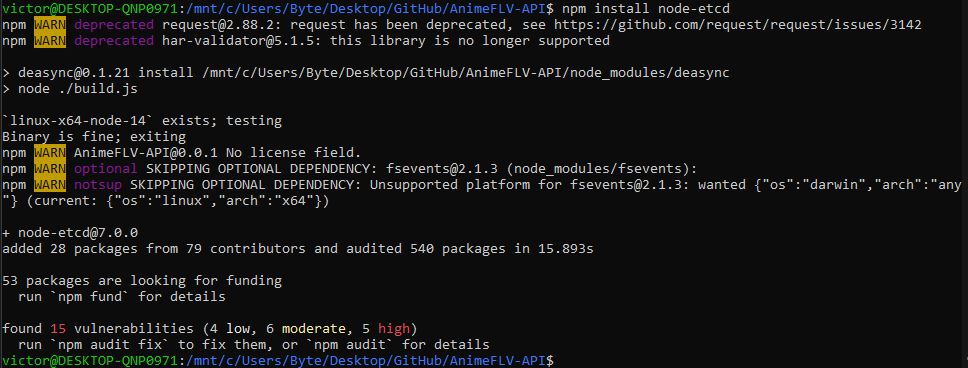 victor@DESKTOP-QNP0971:/mnt/c/Users/Byte/Desktop/GitHub/AnimeFLV-API$ npm install node-etcd
npm WARN deprecated request@2.88.2: request has been deprecated, see https://github.com/request/request/issues/3142
npm WARN deprecated har-validator@5.1.5: this library is no longer supported
> deasync@0.1.21 install /mnt/c/Users/Byte/Desktop/GitHub/AnimeFLV-API/node_modules/deasync
> node ./build.js
`linux-x64-node-14` exists; testing
Binary is fine; exiting
npm WARN AnimeFLV-API@0.0.1 No license field.
npm WARN optional SKIPPING OPTIONAL DEPENDENCY: fsevents@2.1.3 (node_modules/fsevents):
npm WARN notsup SKIPPING OPTIONAL DEPENDENCY: Unsupported platform for fsevents@2.1.3: wanted {"os":"darwin","arch":"any
"} (current: {"os":"linux","arch":"x64"})
+ node-etcd@7.0.0
added 28 packages from 79 contributors and audited 540 packages in 15.893s
53 packages are looking for funding
run `npm fund` for details
found 15 vulnerabilities (4 low, 6 moderate, 5 high)
run `npm audit fix` to fix them, or `npm audit` for details
victor@DESKTOP-QNP0971:/mnt/c/Users/Byte/Desktop/GitHub/AnimeFLV-API$